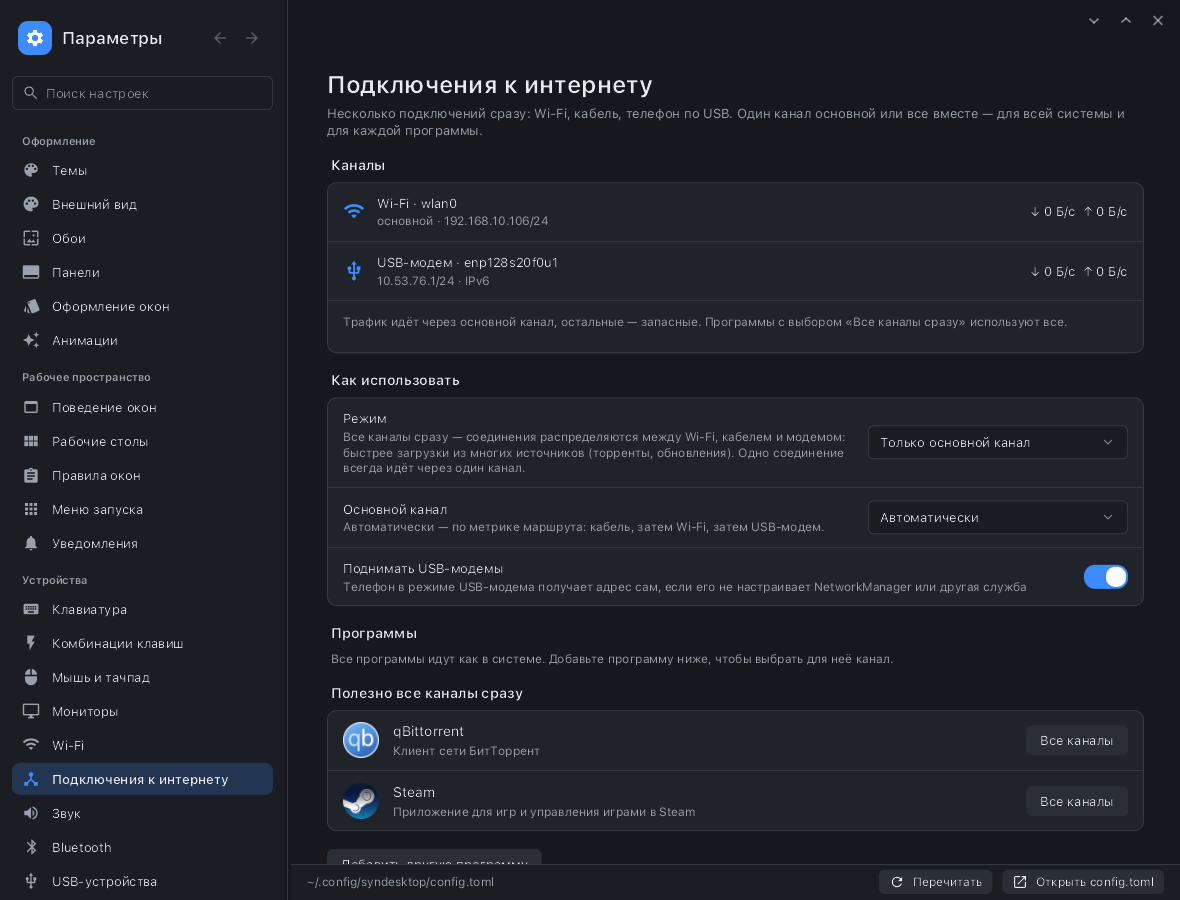 Параметры
Поиск настроек
Оформление
Темы
Внешний вид
Обои
Панели
Оформление окон
Анимации
Рабочее пространство
Поведение окон
Рабочие столы
Правила окон
Меню запуска
Уведомления
Устройства
Клавиатура
Комбинации клавиш
Мышь и тачпад
Мониторы
Wi-Fi
Подключения к интернету
Звук
Bluetooth
USB-устройства
Подключения к интернету
Несколько подключений сразу: Wi-Fi, кабель, телефон по USB. Один канал основной или все вместе — для всей системы и
для каждой программы.
Каналы
Wi-Fi · wlan0
основной · 192.168.10.106/24
↓ 0 Б/с ↑ 0 Б/с
USB-модем · enp128s20f0u1
10.53.76.1/24 · IPv6
↓ 0 Б/с ↑ 0 Б/с
Трафик идёт через основной канал, остальные — запасные. Программы с выбором «Все каналы сразу» используют все.
Как использовать
Режим
Все каналы сразу — соединения распределяются между Wi-Fi, кабелем и модемом:
быстрее загрузки из многих источников (торренты, обновления). Одно соединение
всегда идёт через один канал.
Только основной канал
Основной канал
Автоматически — по метрике маршрута: кабель, затем Wi-Fi, затем USB-модем.
Автоматически
Поднимать USB-модемы
Телефон в режиме USB-модема получает адрес сам, если его не настраивает NetworkManager или другая служба
Программы
Все программы идут как в системе. Добавьте программу ниже, чтобы выбрать для неё канал.
Полезно все каналы сразу
qBittorrent
Клиент сети БитТоррент
Все каналы
Steam
Приложение для игр и управления играми в Steam
Все каналы
Добавить другую программу
~/.config/syndesktop/config.toml
Перечитать
Открыть config.toml